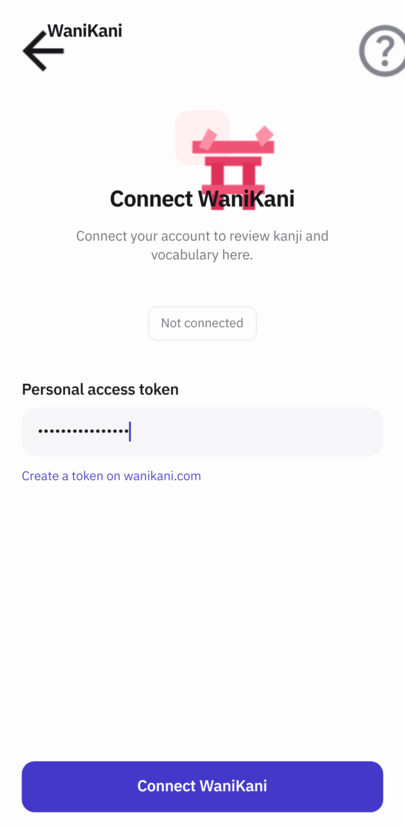 WaniKani
Connect WaniKani
Connect your account to review kanji and
vocabulary here.
Not connected
Personal access token
••••••••••••••••
Create a token on wanikani.com
Connect WaniKani